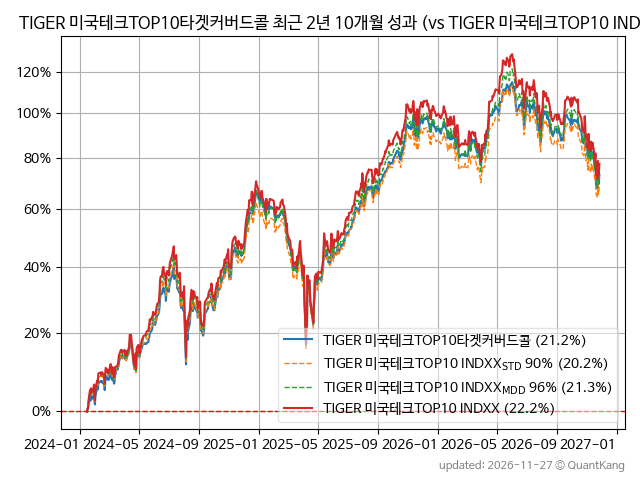 TIGER 미국테크TOP10타겟커버드콜 최근 2년 10개월 성과 (vs TIGER 미국테크TOP10 IND
120%
100%
80%
60%
40%
20%
0%
TIGER 미국테크TOP10타겟커버드콜 (21.2%)
TIGER 미국테크TOP10 INDXX_STD 90% (20.2%)
TIGER 미국테크TOP10 INDXX_MDD 96% (21.3%)
TIGER 미국테크TOP10 INDXX (22.2%)
2024-01 2024-05 2024-09 2025-01 2025-05 2025-09 2026-01 2026-05 2026-09 2027-01
updated: 2026-11-27 © QuantKang